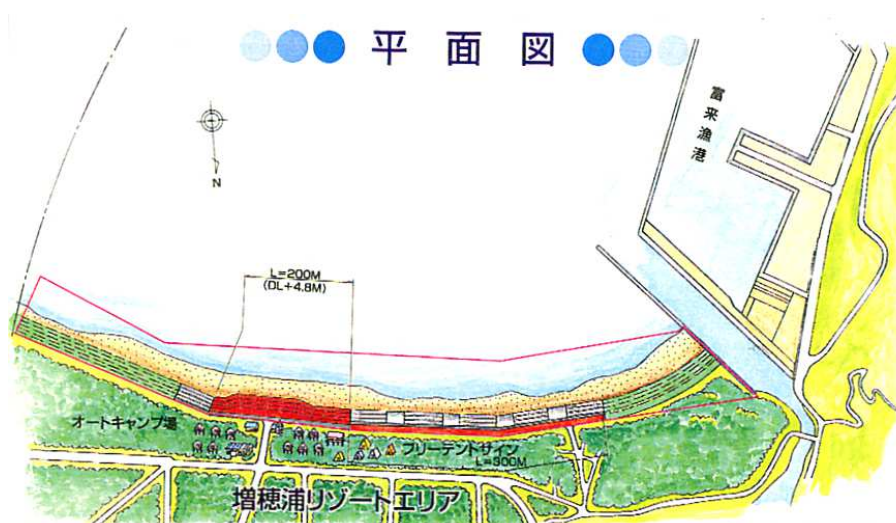 平面図
富来漁港
N
L=200M
(DL+4.8M)
オートキャンプ場
フリーテントサイン
L=300M
増穂浦リゾートエリア